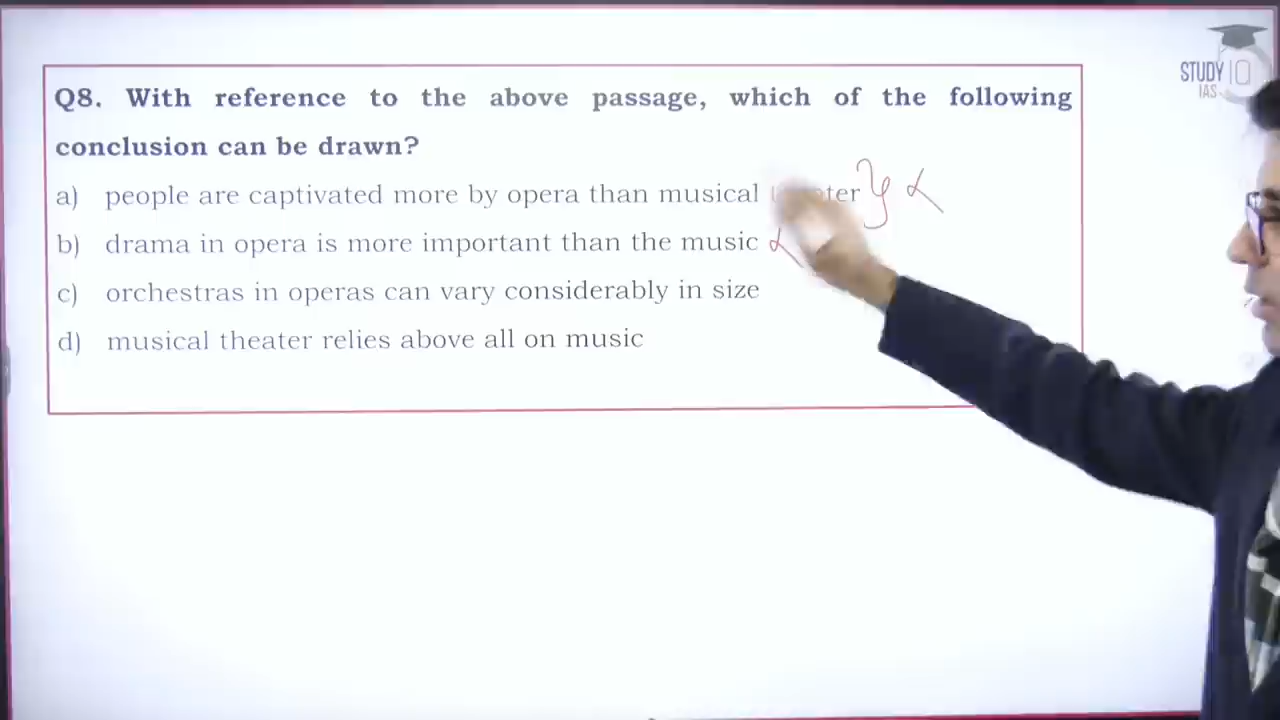 STUDY IQ
IAS
Q8. With reference to the above passage, which of the following
conclusion can be drawn?
a) people are captivated more by opera than musical
b) drama in opera is more important than the music
c) orchestras in operas can vary considerably in size
d) musical theater relies above all on music